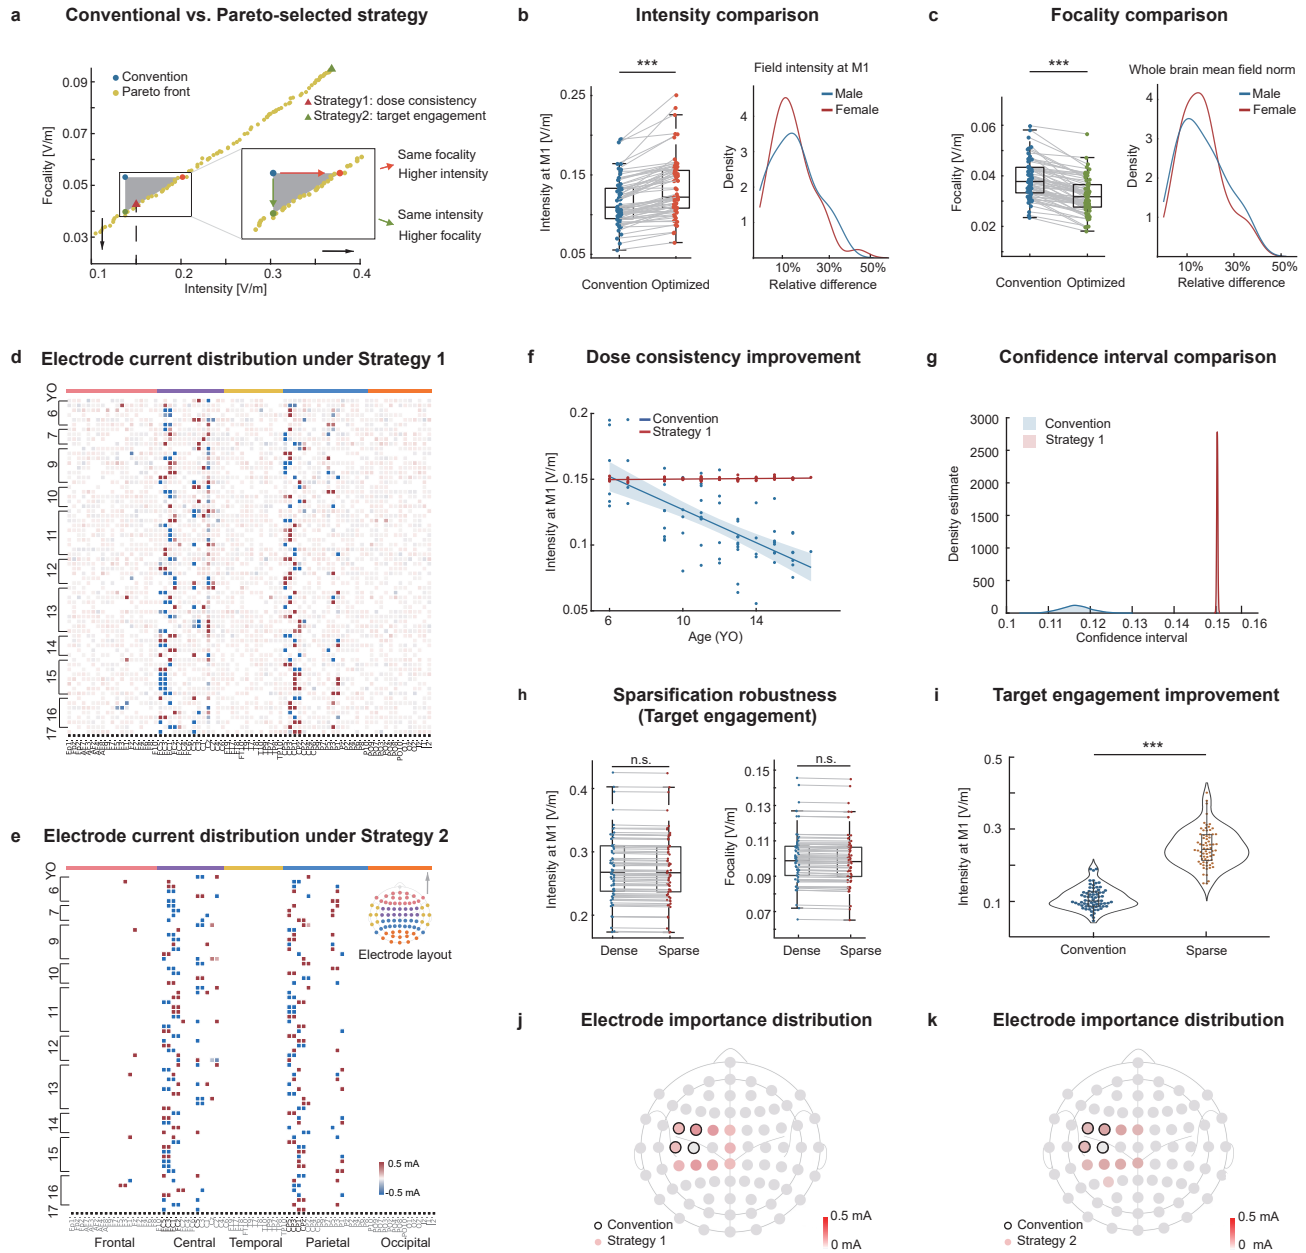 a Conventional vs. Pareto-selected strategy
0.09
0.07
0.05
0.03
Focality [V/m]
Convention
Pareto front
Strategy1: dose consistency
Strategy2: target engagement
Same focality
Higher intensity
Same intensity
Higher focality
0.1 0.2 0.3 0.4
Intensity [V/m]
b Intensity comparison
***
0.25
0.15
0.05
Intensity at M1 [V/m]
Convention Optimized
Field intensity at M1
Male
Female
4
3
2
1
Density
10% 30% 50%
Relative difference
c Focality comparison
***
0.06
0.04
0.02
Focality [V/m]
Convention Optimized
Whole brain mean field norm
Male
Female
4
3
2
1
Density
10% 30% 50%
Relative difference
d Electrode current distribution under Strategy 1
YO
6
7
9
10
11
12
13
14
15
16
17
e Electrode current distribution under Strategy 2
YO
6
7
9
10
11
12
13
14
15
16
17
Electrode layout
0.5 mA
-0.5 mA
Frontal Central Temporal Parietal Occipital
f Dose consistency improvement
0.2
0.15
0.1
0.05
Intensity at M1 [V/m]
Convention
Strategy 1
6 10 14
Age (YO)
g Confidence interval comparison
3000
2500
2000
1500
1000
500
0
Density estimate
Convention
Strategy 1
0.1 0.11 0.12 0.13 0.14 0.15 0.16
Confidence interval
h Sparsification robustness
(Target engagement)
n.s.
0.4
0.3
0.2
Intensity at M1 [V/m]
Dense Sparse
n.s.
0.15
0.13
0.11
0.09
0.07
Focality [V/m]
Dense Sparse
i Target engagement improvement
***
0.5
0.3
0.1
Intensity at M1 [V/m]
Convention Sparse
j Electrode importance distribution
Convention
Strategy 1
0.5 mA
0 mA
k Electrode importance distribution
Convention
Strategy 2
0.5 mA
0 mA